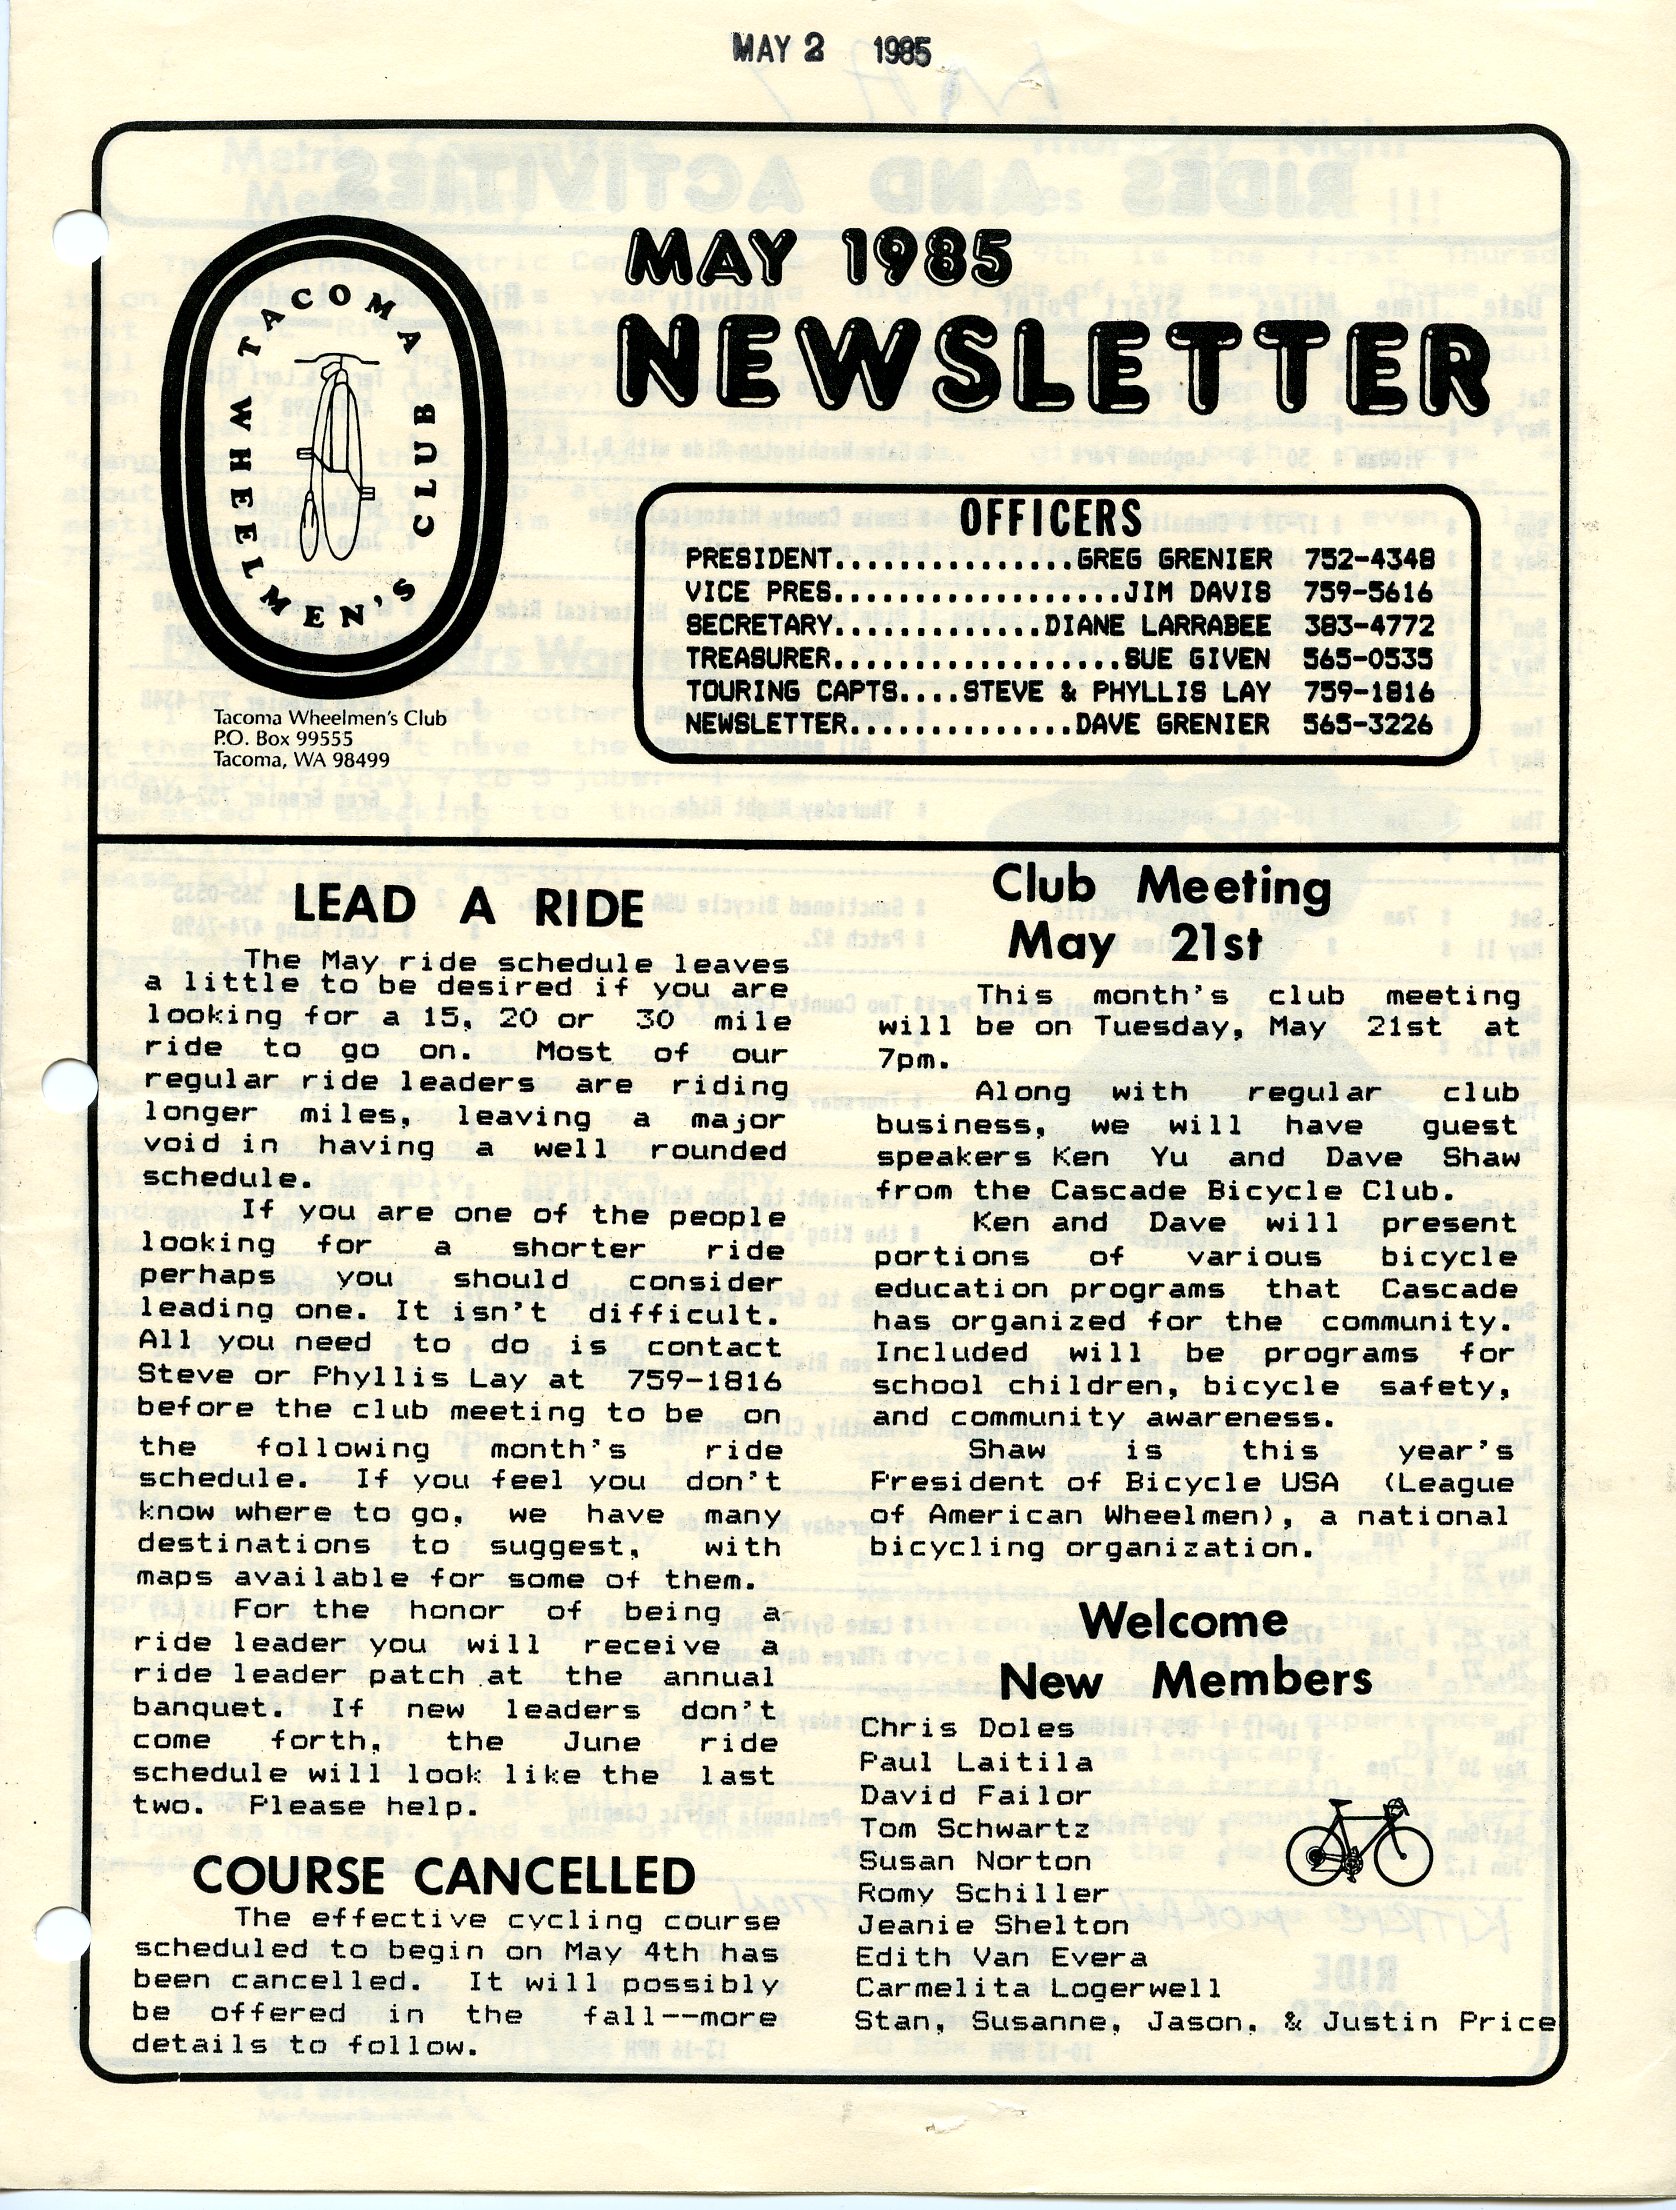 MAY 2 1985
TACOMA WHEELMEN'S CLUB
MAY 1985
NEWSLETTER
Tacoma Wheelmen's Club
P.O. Box 99555
Tacoma, WA 98499
OFFICERS
PRESIDENT...............GREG GRENIER 752-4348
VICE PRES..................JIM DAVIS 759-5616
SECRETARY.............DIANE LARRABEE 383-4772
TREASURER..................SUE GIVEN 565-0535
TOURING CAPTS....STEVE & PHYLLIS LAY 759-1816
NEWSLETTER..............DAVE GRENIER 565-3226
LEAD A RIDE
The May ride schedule leaves
a little to be desired if you are
looking for a 15, 20 or 30 mile
ride to go on. Most of our
regular ride leaders are riding
longer miles, leaving a major
void in having a well rounded
schedule.
If you are one of the people
looking for a shorter ride
perhaps you should consider
leading one. It isn't difficult.
All you need to do is contact
Steve or Phyllis Lay at 759-1816
before the club meeting to be on
the following month's ride
schedule. If you feel you don't
know where to go, we have many
destinations to suggest, with
maps available for some of them.
For the honor of being a
ride leader you will receive a
ride leader patch at the annual
banquet. If new leaders don't
come forth, the June ride
schedule will look like the last
two. Please help.
COURSE CANCELLED
The effective cycling course
scheduled to begin on May 4th has
been cancelled. It will possibly
be offered in the fall--more
details to follow.
Club Meeting
May 21st
This month's club meeting
will be on Tuesday, May 21st at
7pm.
Along with regular club
business, we will have guest
speakers Ken Yu and Dave Shaw
from the Cascade Bicycle Club.
Ken and Dave will present
portions of various bicycle
education programs that Cascade
has organized for the community.
Included will be programs for
school children, bicycle safety,
and community awareness.
Shaw is this year's
President of Bicycle USA (League
of American Wheelmen), a national
bicycling organization.
Welcome
New Members
Chris Doles
Paul Laitila
David Failor
Tom Schwartz
Susan Norton
Romy Schiller
Jeanie Shelton
Edith Van Evera
Carmelita Logerwell
Stan, Susanne, Jason, & Justin Price